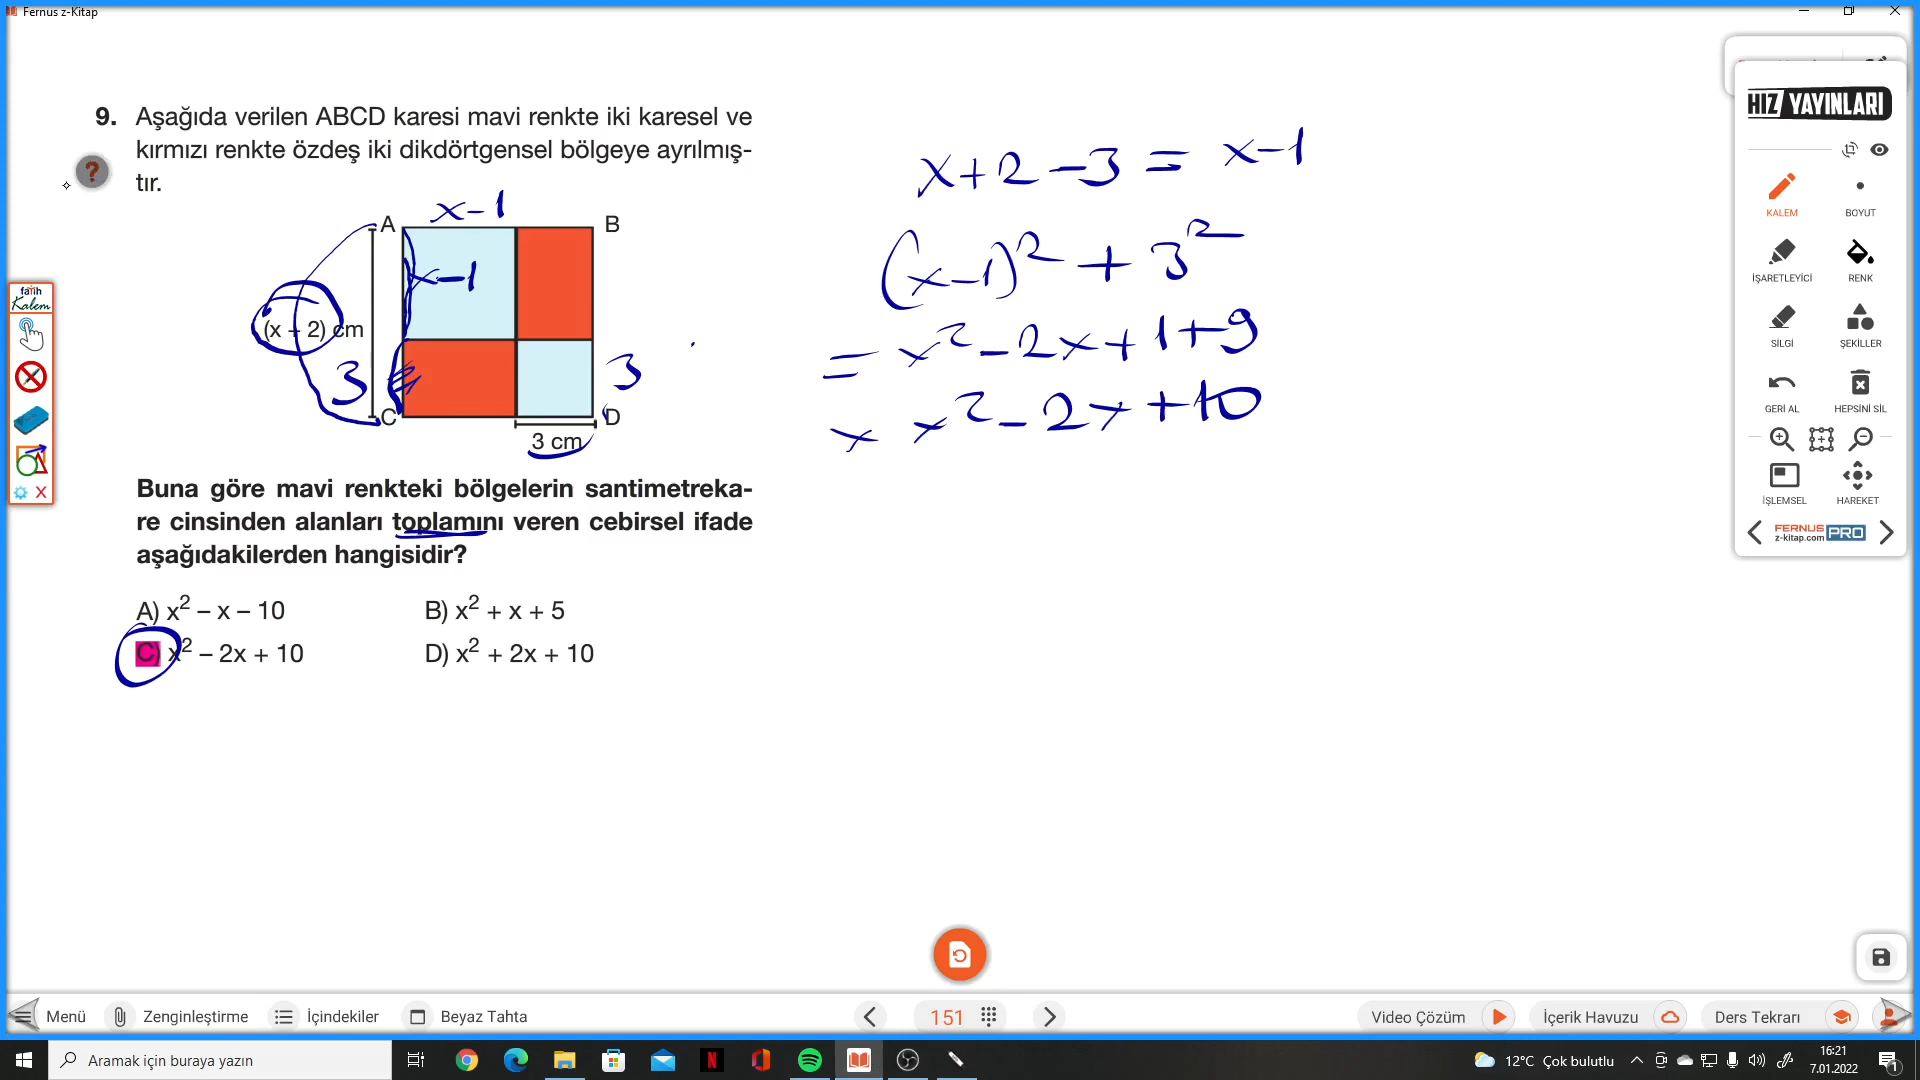 Fernus z-Kitap
9. Aşağıda verilen ABCD karesi mavi renkte iki karesel ve
kırmızı renkte özdeş iki dikdörtgensel bölgeye ayrılmış-
tır.
x-1
A
B
x-1
(x + 2) cm
3
3
C
D
3 cm
Buna göre mavi renkteki bölgelerin santimetreka-
re cinsinden alanları toplamını veren cebirsel ifade
aşağıdakilerden hangisidir?
A) x² – x – 10
B) x² + x + 5
C) x² – 2x + 10
D) x² + 2x + 10
x+2-3 = x-1
(x-1)² + 3²
= x²-2x+1+9
x²-2x+10
fatih
Kalem
X
HIZ YAYINLARI
KALEM
BOYUT
İŞARETLEYİCİ
RENK
SİLGİ
ŞEKİLLER
GERİ AL
HEPSİNİ SİL
İŞLEMSEL
HAREKET
FERNUS
z-kitap.com PRO
Menü
Zenginleştirme
İçindekiler
Beyaz Tahta
151
Video Çözüm
İçerik Havuzu
Ders Tekrarı
Aramak için buraya yazın
12°C Çok bulutlu
16:21
7.01.2022
1